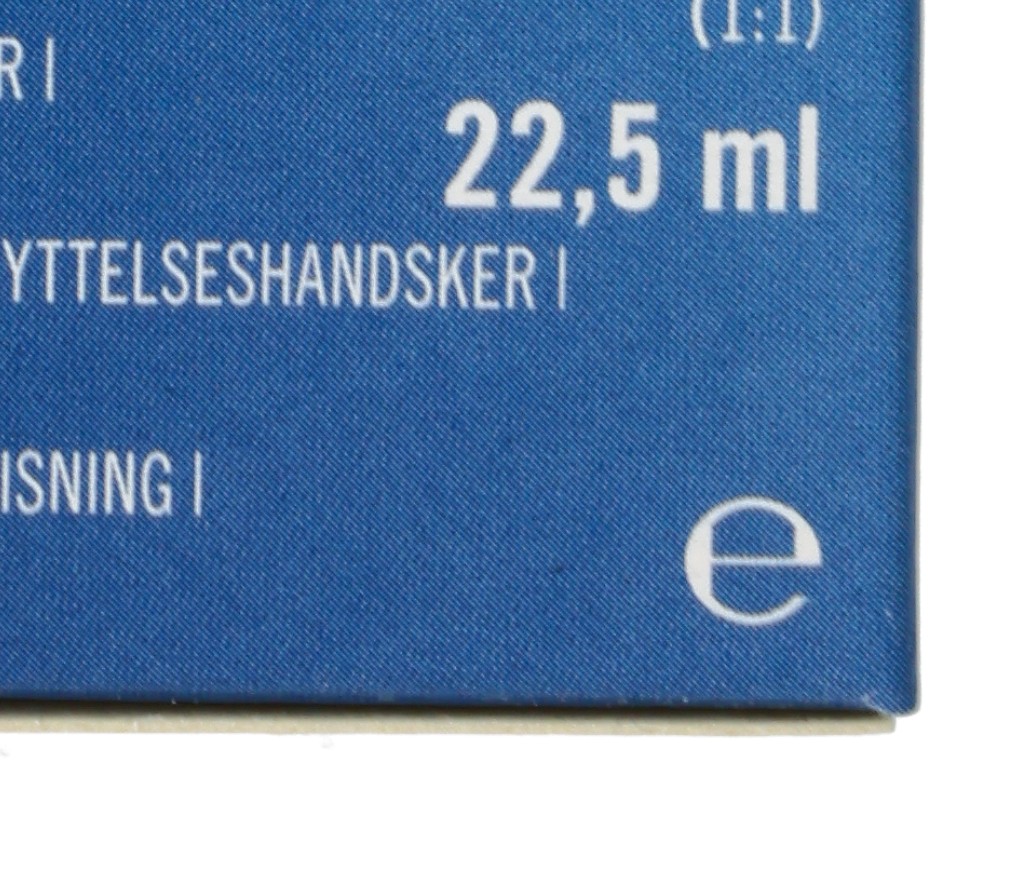 (1:1)
R |
22,5 ml
YTTELSESHANDSKER |
ISNING |
℮